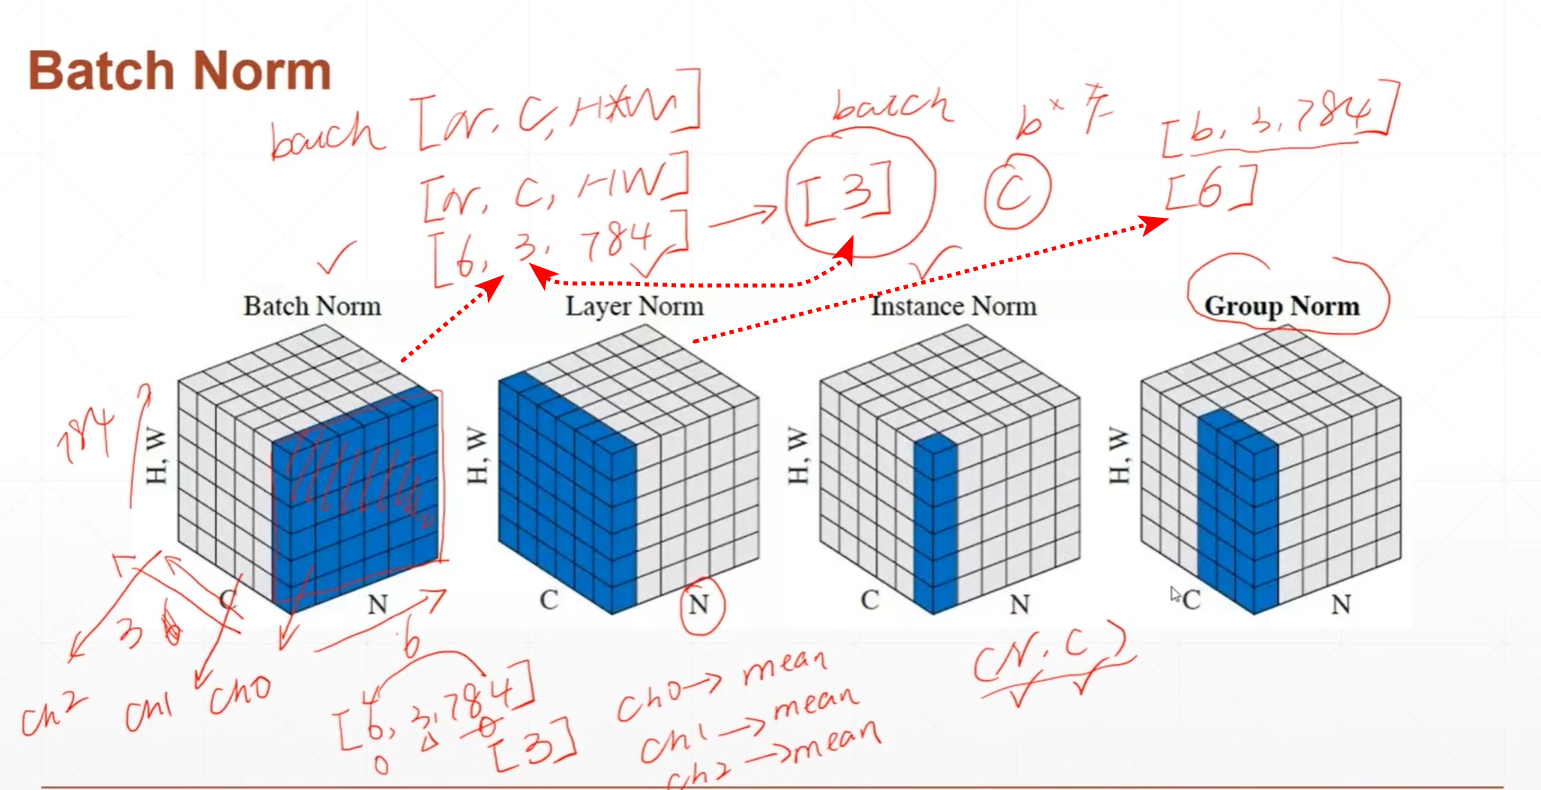 Batch Norm
batch [N, C, H*W]
[N, C, HW]
[6, 3, 784]
batch
[3]
b*
C
[6, 3, 784]
[6]
Batch Norm
Layer Norm
Instance Norm
Group Norm
784
H, W
H, W
H, W
H, W
C
N
C
N
C
N
C
N
3
6
ch2
ch1
ch0
[6, 3, 784]
0
[3]
ch0 → mean
ch1 → mean
ch2 → mean
(N, C)